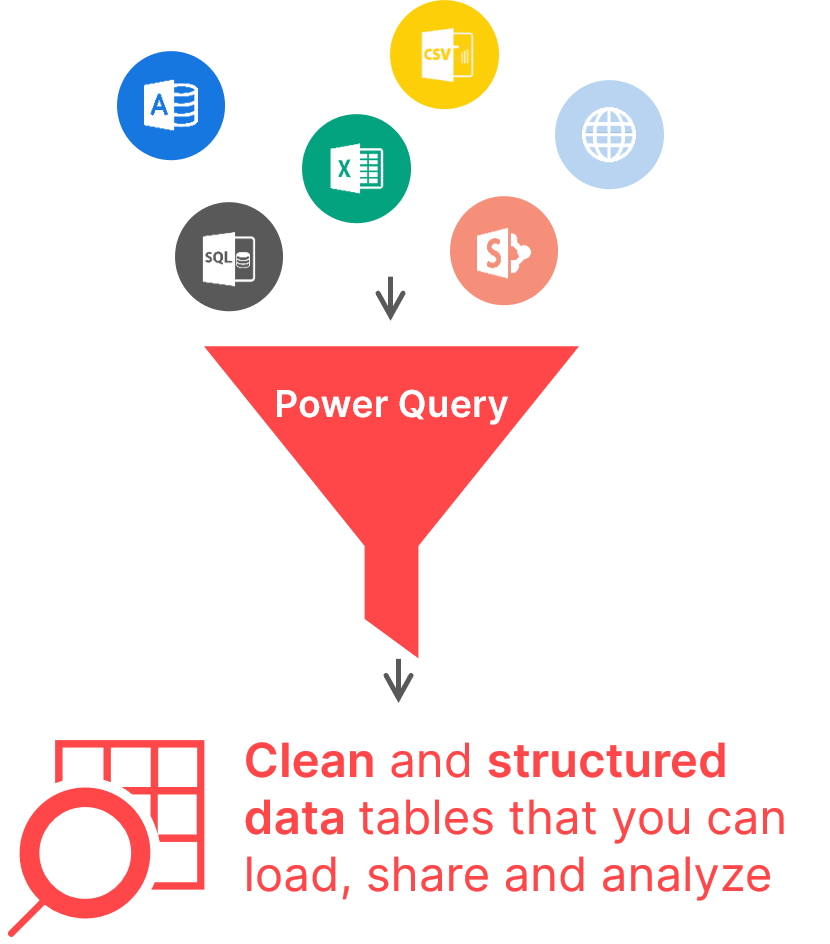 CSV
A
X
SQL
S
Power Query
Clean and structured
data tables that you can
load, share and analyze